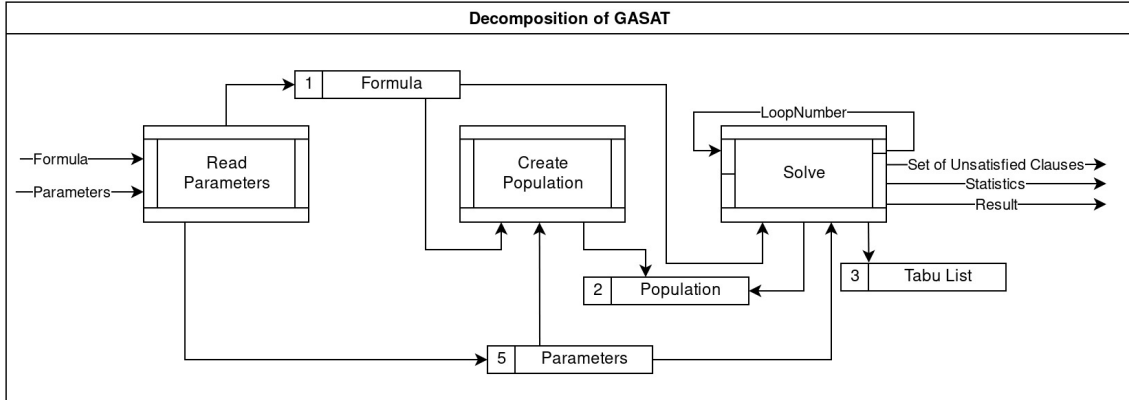 Decomposition of GASAT
1
Formula
LoopNumber
Formula
Parameters
Read
Parameters
Create
Population
Solve
Set of Unsatisfied Clauses
Statistics
Result
2
Population
3
Tabu List
5
Parameters